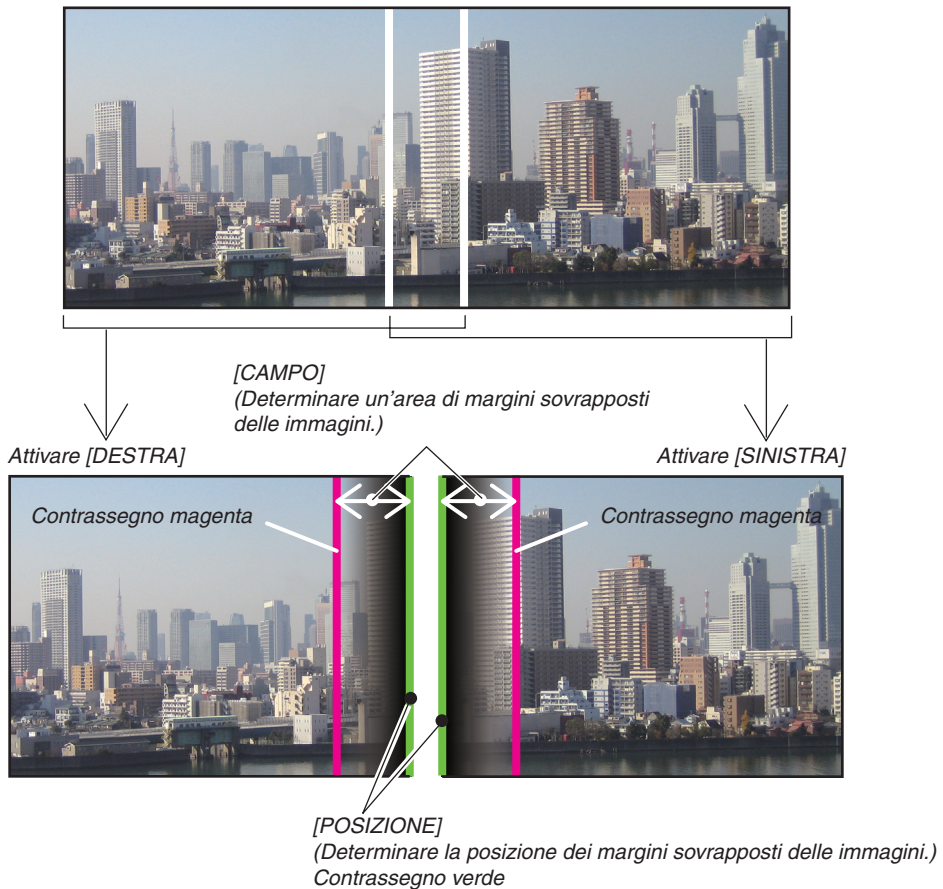 [CAMPO]
(Determinare un'area di margini sovrapposti
delle immagini.)
Attivare [DESTRA]
Attivare [SINISTRA]
Contrassegno magenta
Contrassegno magenta
[POSIZIONE]
(Determinare la posizione dei margini sovrapposti delle immagini.)
Contrassegno verde